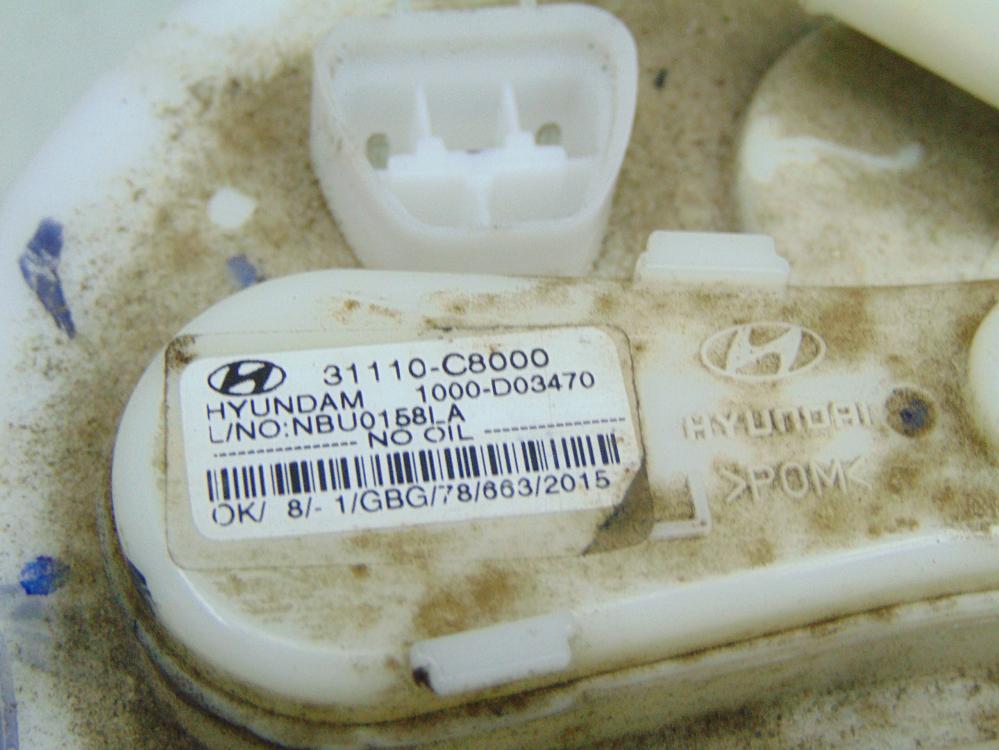 31110-C8000
HYUNDAM 1000-D03470
L/NO:NBU0158LA
NO OIL
OK/ 8/- 1/GBG/78/663/2015
HYUNDAI
>POM<